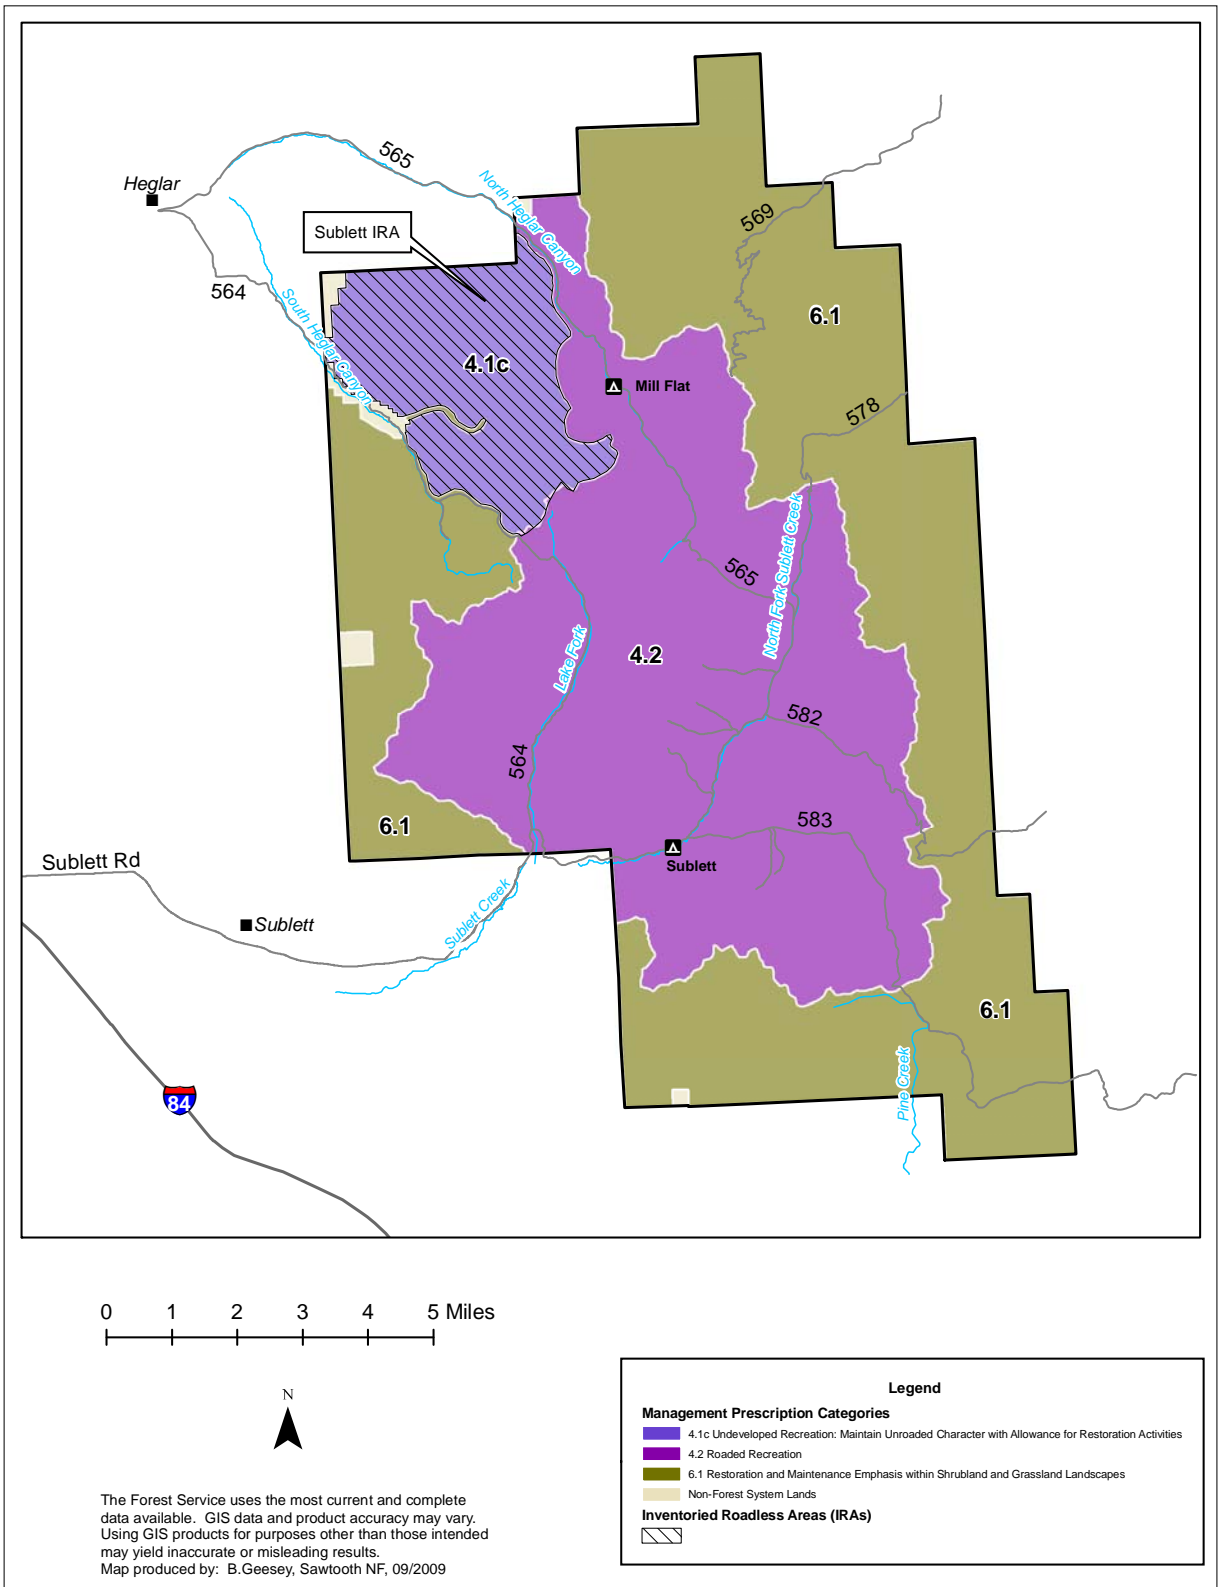 565
Heglar
North Heglar Canyon
569
Sublett IRA
564
South Heglar Canyon
6.1
4.1c
Mill Flat
578
North Fork Sublett Creek
565
Lake Fork
4.2
582
564
583
6.1
Sublett Rd
Sublett
Sublett Creek
Sublett
6.1
Pine Creek
84
0 1 2 3 4 5 Miles
N
The Forest Service uses the most current and complete
data available. GIS data and product accuracy may vary.
Using GIS products for purposes other than those intended
may yield inaccurate or misleading results.
Map produced by: B.Geesey, Sawtooth NF, 09/2009
Legend
Management Prescription Categories
4.1c Undeveloped Recreation: Maintain Unroaded Character with Allowance for Restoration Activities
4.2 Roaded Recreation
6.1 Restoration and Maintenance Emphasis within Shrubland and Grassland Landscapes
Non-Forest System Lands
Inventoried Roadless Areas (IRAs)